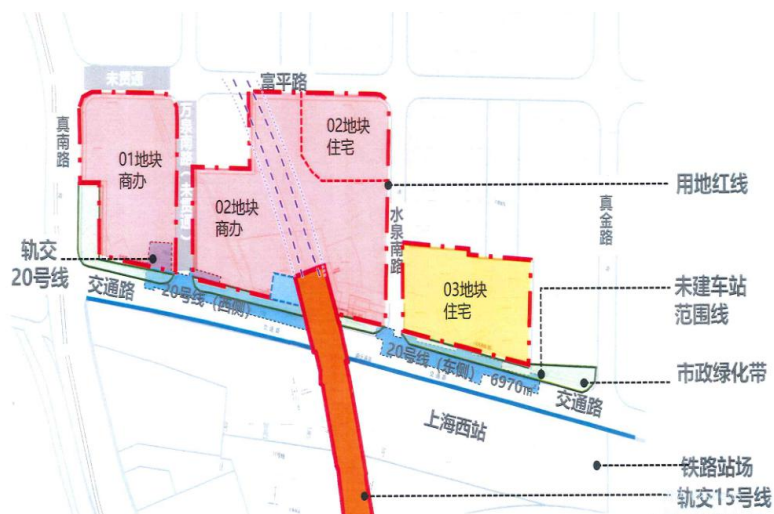 未贯通
富平路
真南路
万泉南路（未贯通）
01地块
商办
02地块
住宅
02地块
商办
用地红线
水泉南路
真金路
轨交
20号线
03地块
住宅
未建车站
范围线
交通路
20号线（西侧）
20号线（东侧）
6970㎡
市政绿化带
交通路
上海西站
铁路站场
轨交15号线